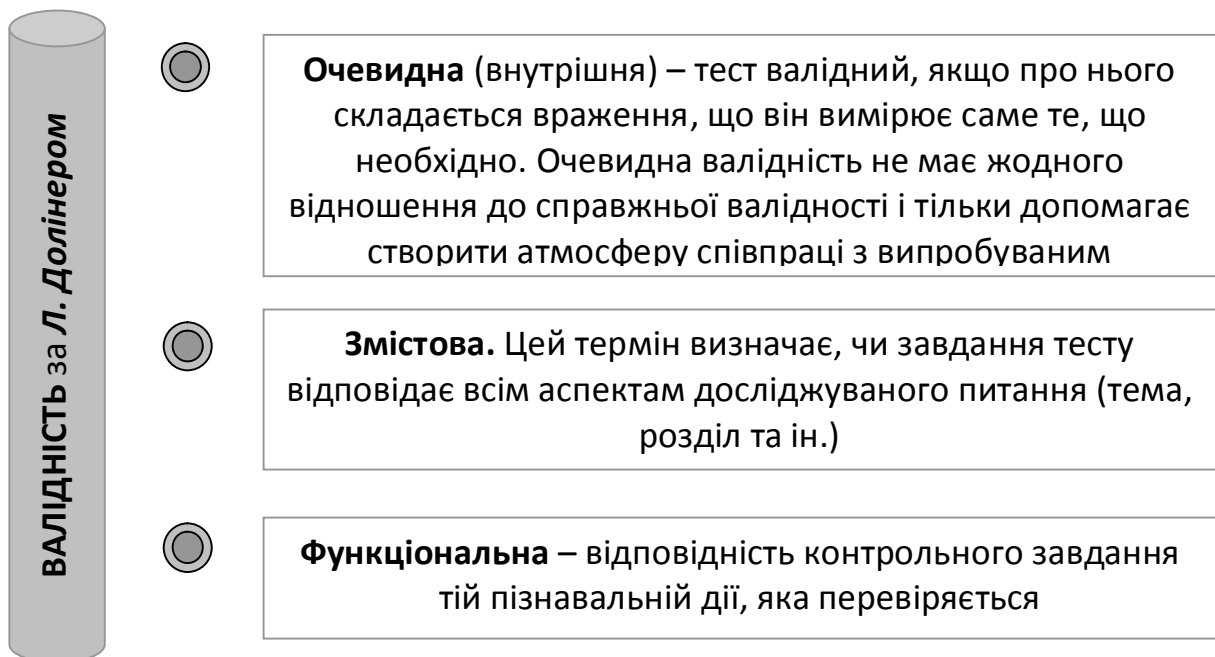 ВАЛІДНІСТЬ за Л. Долінером
Очевидна (внутрішня) – тест валідний, якщо про нього
складається враження, що він вимірює саме те, що
необхідно. Очевидна валідність не має жодного
відношення до справжньої валідності і тільки допомагає
створити атмосферу співпраці з випробуваним
Змістова. Цей термін визначає, чи завдання тесту
відповідає всім аспектам досліджуваного питання (тема,
розділ та ін.)
Функціональна – відповідність контрольного завдання
тій пізнавальній дії, яка перевіряється